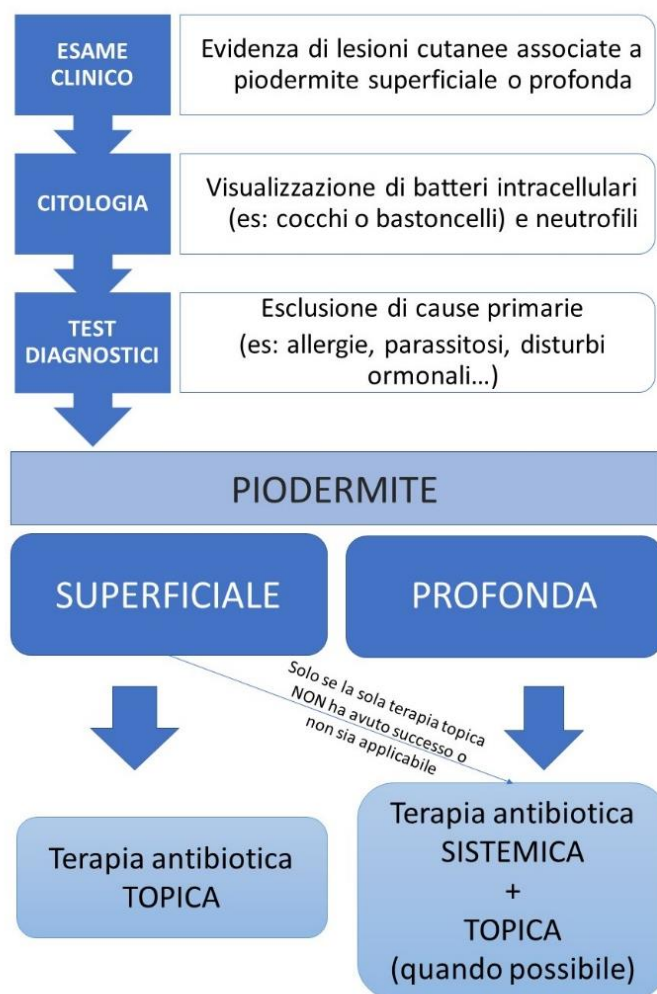 ESAME
CLINICO
Evidenza di lesioni cutanee associate a
piodermite superficiale o profonda
CITOLOGIA
Visualizzazione di batteri intracellulari
(es: cocchi o bastoncelli) e neutrofili
TEST
DIAGNOSTICI
Esclusione di cause primarie
(es: allergie, parassitosi, disturbi
ormonali...)
PIODERMITE
SUPERFICIALE
PROFONDA
Solo se la sola terapia topica
NON ha avuto successo o
non sia applicabile
Terapia antibiotica
TOPICA
Terapia antibiotica
SISTEMICA
+
TOPICA
(quando possibile)